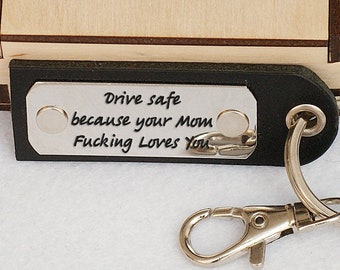 Drive safe
because your Mom
Fucking Loves You